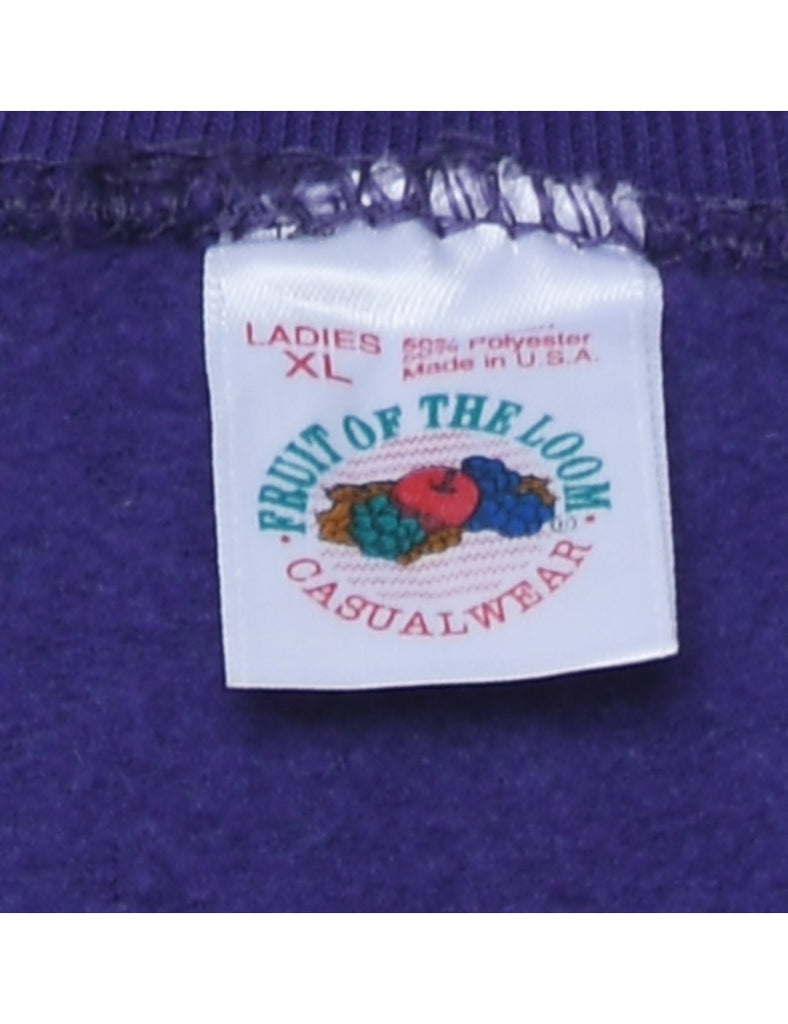 LADIES
XL
50% Polyester
Made in U.S.A.
FRUIT OF THE LOOM
®
CASUALWEAR